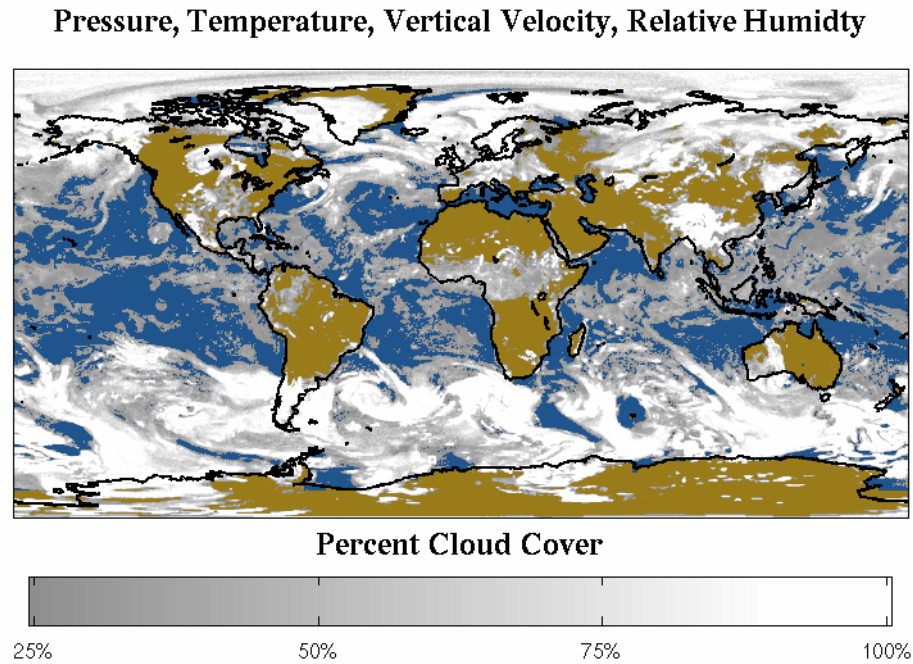 Pressure, Temperature, Vertical Velocity, Relative Humidty
Percent Cloud Cover
25% 50% 75% 100%